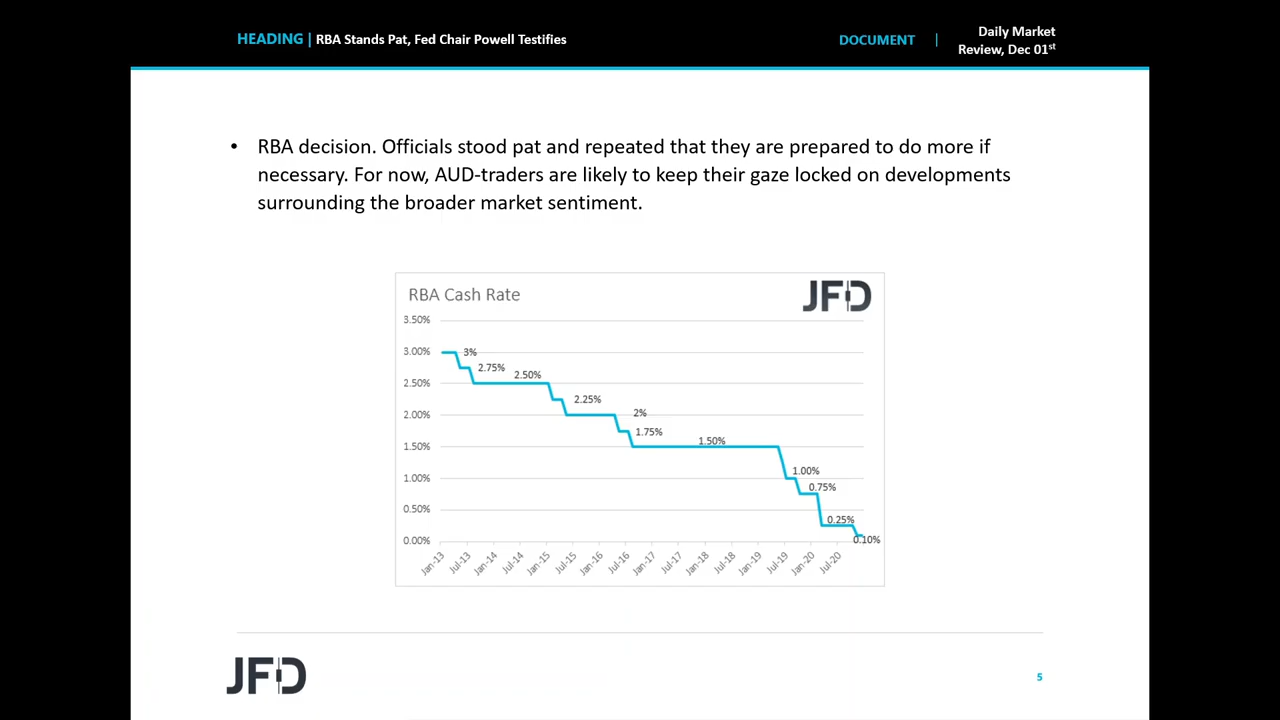 HEADING | RBA Stands Pat, Fed Chair Powell Testifies
DOCUMENT | Daily Market
Review, Dec 01st
• RBA decision. Officials stood pat and repeated that they are prepared to do more if
necessary. For now, AUD-traders are likely to keep their gaze locked on developments
surrounding the broader market sentiment.
RBA Cash Rate
JFD
3.50%
3.00%
2.50%
2.00%
1.50%
1.00%
0.50%
0.00%
3%
2.75%
2.50%
2.25%
2%
1.75%
1.50%
1.00%
0.75%
0.25%
0.10%
Jan-13
Jul-13
Jan-14
Jul-14
Jan-15
Jul-15
Jan-16
Jul-16
Jan-17
Jul-17
Jan-18
Jul-18
Jan-19
Jul-19
Jan-20
Jul-20
JFD
5